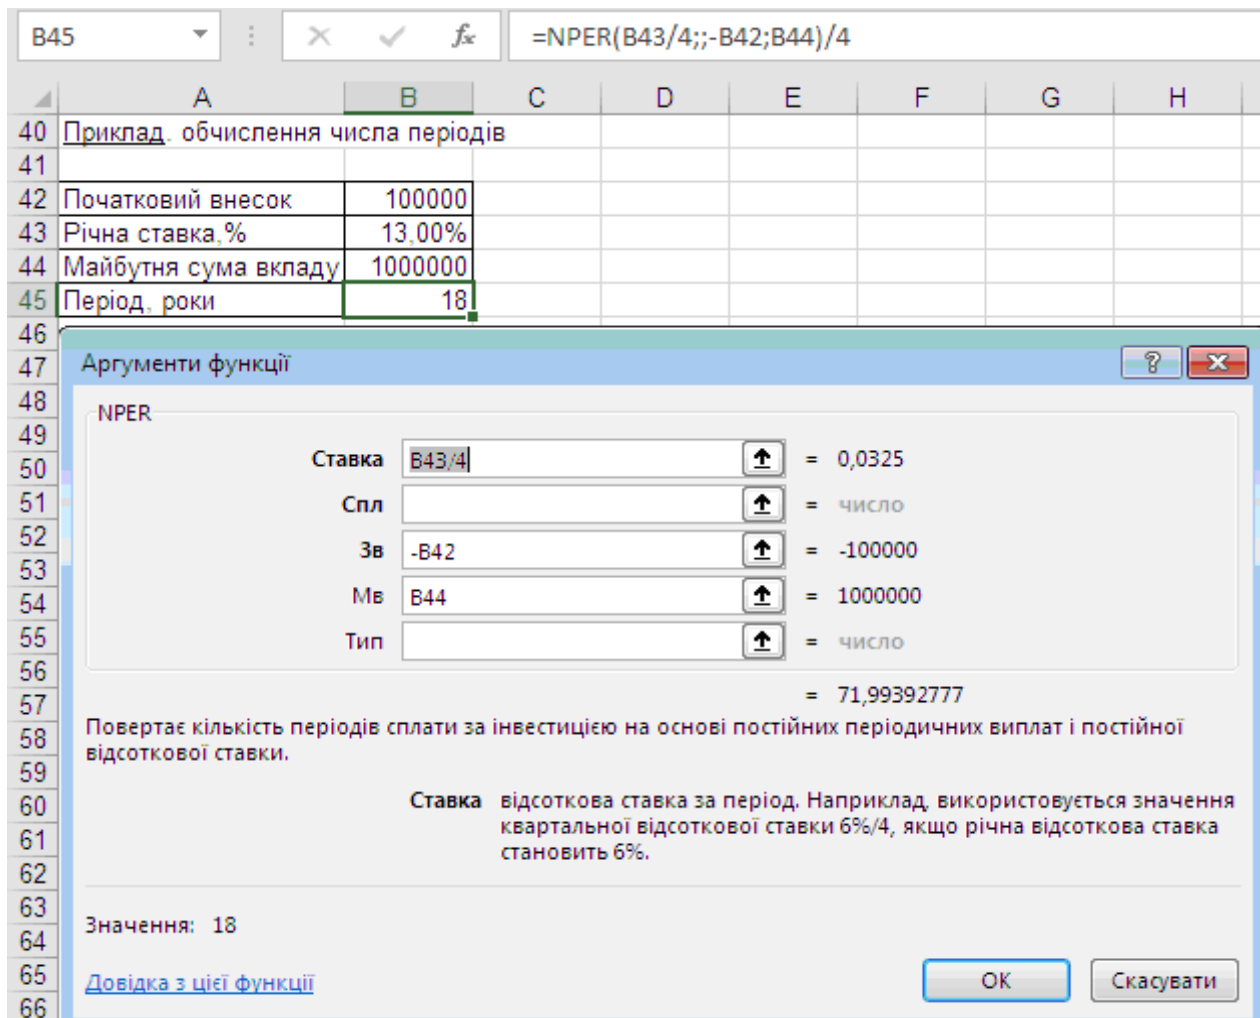 B45 fx =NPER(B43/4;;-B42;B44)/4
A B C D E F G H
40 Приклад. обчислення числа періодів
41
42 Початковий внесок 100000
43 Річна ставка,% 13,00%
44 Майбутня сума вкладу 1000000
45 Період, роки 18
46
47 Аргументи функції ?
48
49 NPER
50 Ставка B43/4 = 0,0325
51 Спл = число
52
53 Зв -B42 = -100000
54 Мв B44 = 1000000
55 Тип = число
56
57 = 71,99392777
58 Повертає кількість періодів сплати за інвестицією на основі постійних періодичних виплат і постійної
59 відсоткової ставки.
60 Ставка відсоткова ставка за період. Наприклад, використовується значення
61 квартальної відсоткової ставки 6%/4, якщо річна відсоткова ставка
62 становить 6%.
63
64 Значення: 18
65 Довідка з цієї функції ОК Скасувати
66